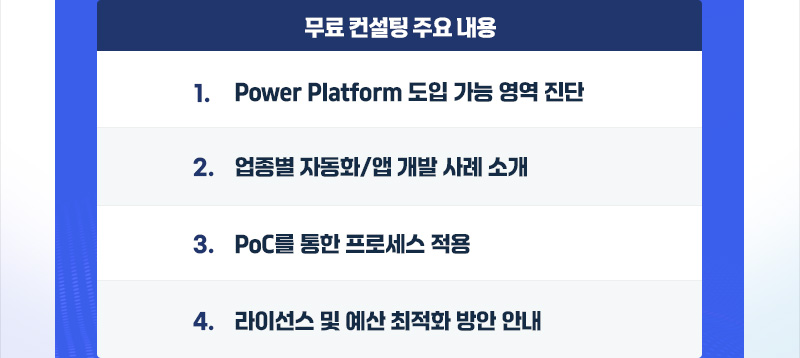 무료 컨설팅 주요 내용
1. Power Platform 도입 가능 영역 진단
2. 업종별 자동화/앱 개발 사례 소개
3. PoC를 통한 프로세스 적용
4. 라이선스 및 예산 최적화 방안 안내